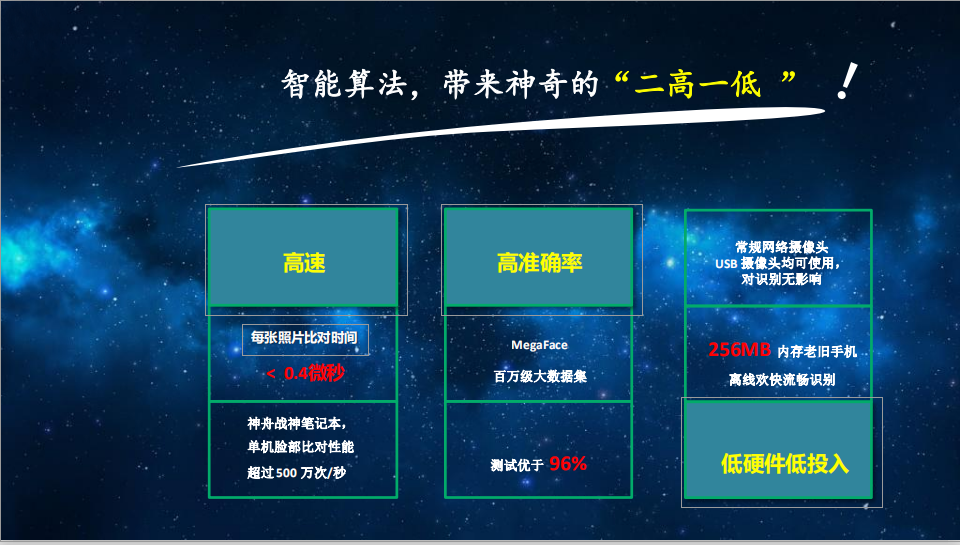 智能算法，带来神奇的“二高一低 ”！
高速
每张照片比对时间
< 0.4微秒
神舟战神笔记本，
单机脸部比对性能
超过500 万次/秒
高准确率
MegaFace
百万级大数据集
测试优于 96%
常规网络摄像头
USB 摄像头均可使用，
对识别无影响
256MB 内存老旧手机
离线欢快流畅识别
低硬件低投入